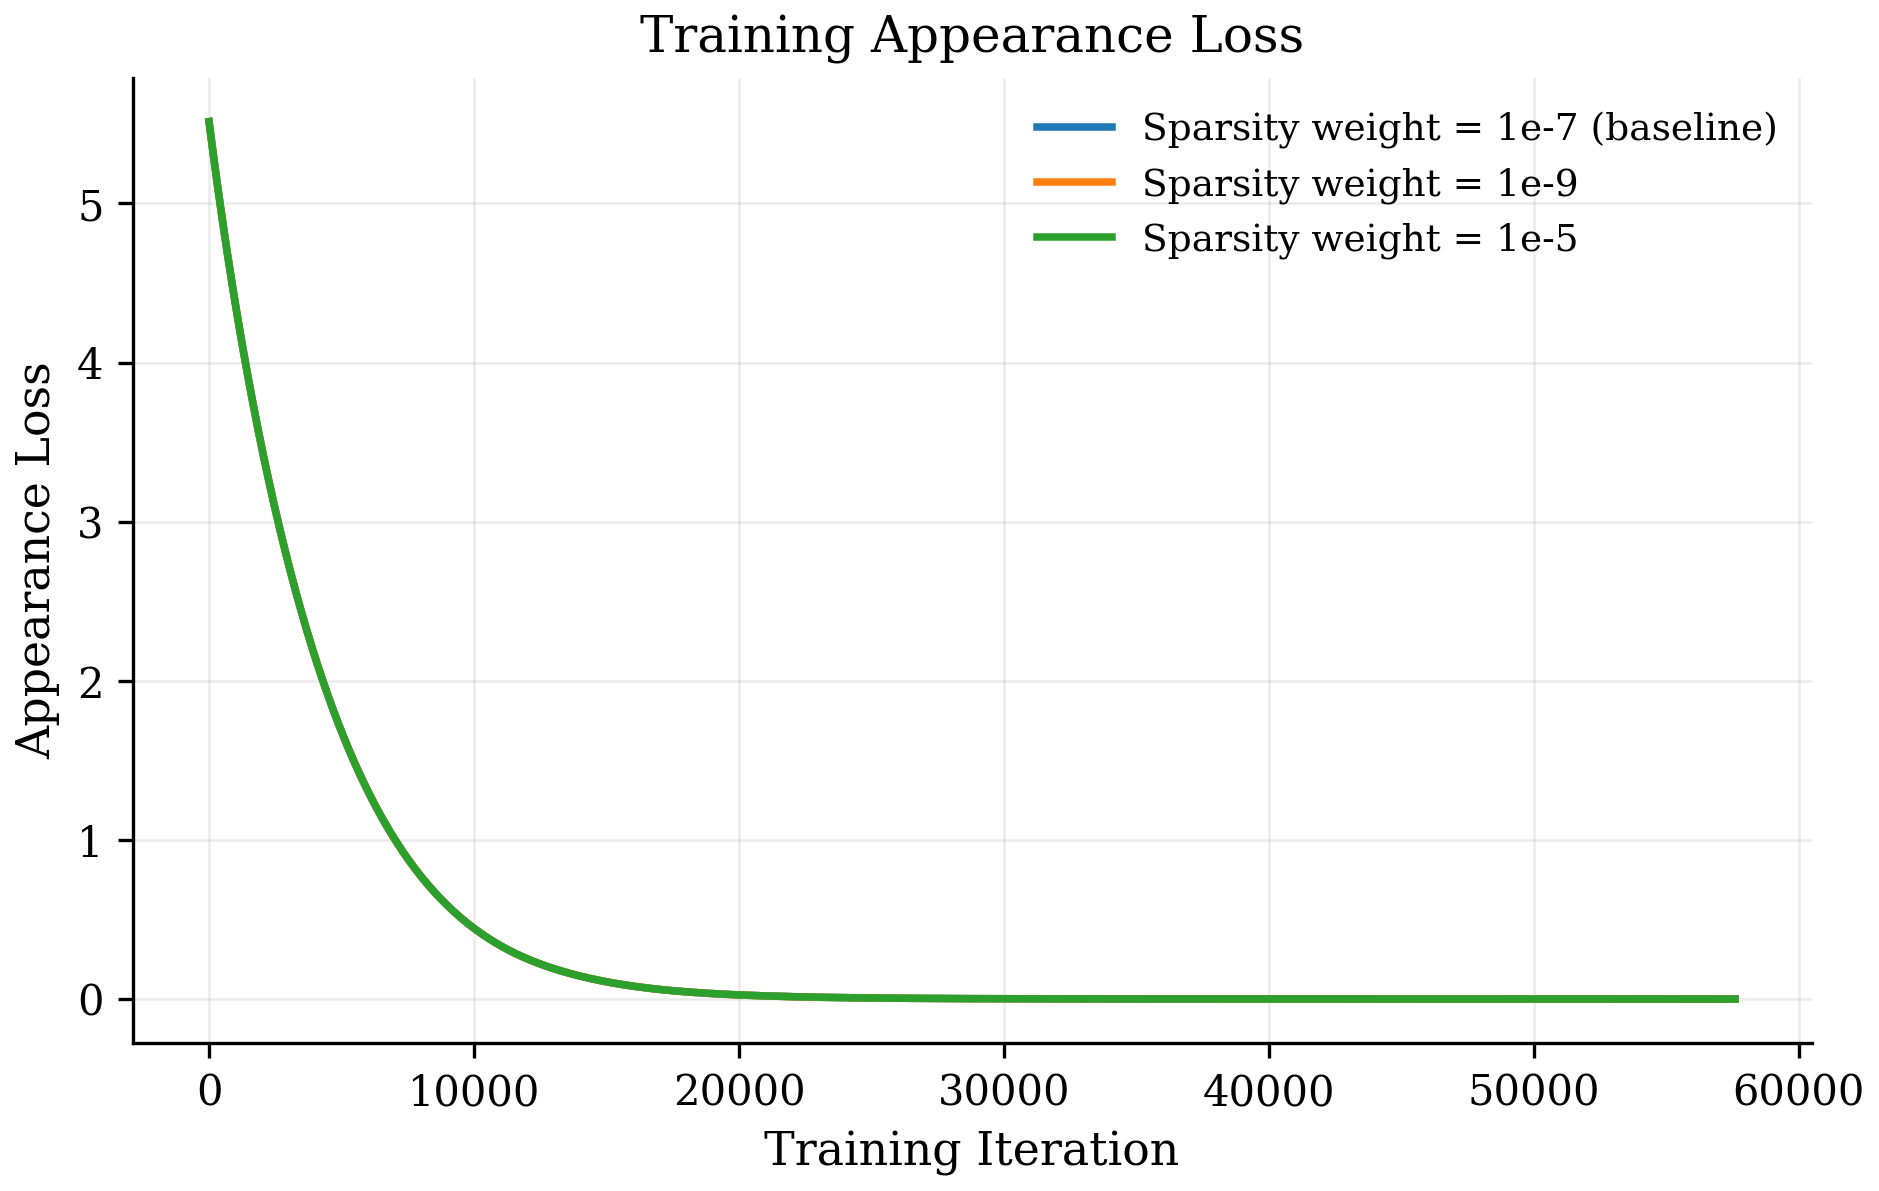 Training Appearance Loss
Sparsity weight = 1e-7 (baseline)
Sparsity weight = 1e-9
Sparsity weight = 1e-5
Appearance Loss
5
4
3
2
1
0
0 10000 20000 30000 40000 50000 60000
Training Iteration